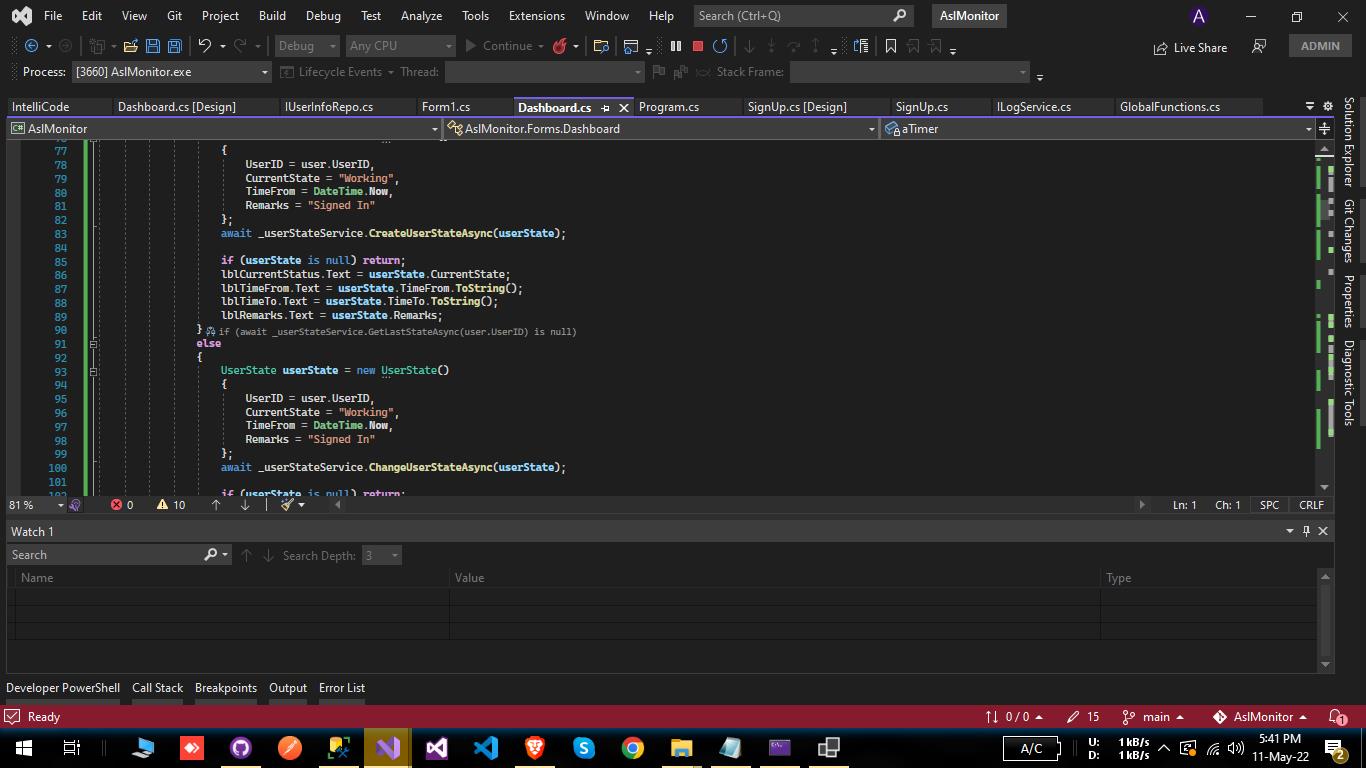 File Edit View Git Project Build Debug Test Analyze Tools Extensions Window Help Search (Ctrl+Q) AslMonitor A
Debug Any CPU Continue Live Share ADMIN
Process: [3660] AslMonitor.exe Lifecycle Events Thread: Stack Frame:
IntelliCode Dashboard.cs [Design] IUserInfoRepo.cs Form1.cs Dashboard.cs Program.cs SignUp.cs [Design] SignUp.cs ILogService.cs GlobalFunctions.cs
C# AslMonitor AslMonitor.Forms.Dashboard aTimer
Solution Explorer
Git Changes
Properties
Diagnostic Tools
77 {
78 UserID = user.UserID,
79 CurrentState = "Working",
80 TimeFrom = DateTime.Now,
81 Remarks = "Signed In"
82 };
83 await _userStateService.CreateUserStateAsync(userState);
84
85 if (userState is null) return;
86 lblCurrentStatus.Text = userState.CurrentState;
87 lblTimeFrom.Text = userState.TimeFrom.ToString();
88 lblTimeTo.Text = userState.TimeTo.ToString();
89 lblRemarks.Text = userState.Remarks;
90 } if (await _userStateService.GetLastStateAsync(user.UserID) is null)
91 else
92 {
93 UserState userState = new UserState()
94 {
95 UserID = user.UserID,
96 CurrentState = "Working",
97 TimeFrom = DateTime.Now,
98 Remarks = "Signed In"
99 };
100 await _userStateService.ChangeUserStateAsync(userState);
101
102 if (userState is null) return;
81 % 0 10 Ln: 1 Ch: 1 SPC CRLF
Watch 1
Search Search Depth: 3
Name Value Type
Developer PowerShell Call Stack Breakpoints Output Error List
Ready 0 / 0 15 main AslMonitor 1
A/C U: 1 kB/s 5:41 PM
D: 1 kB/s 11-May-22 2